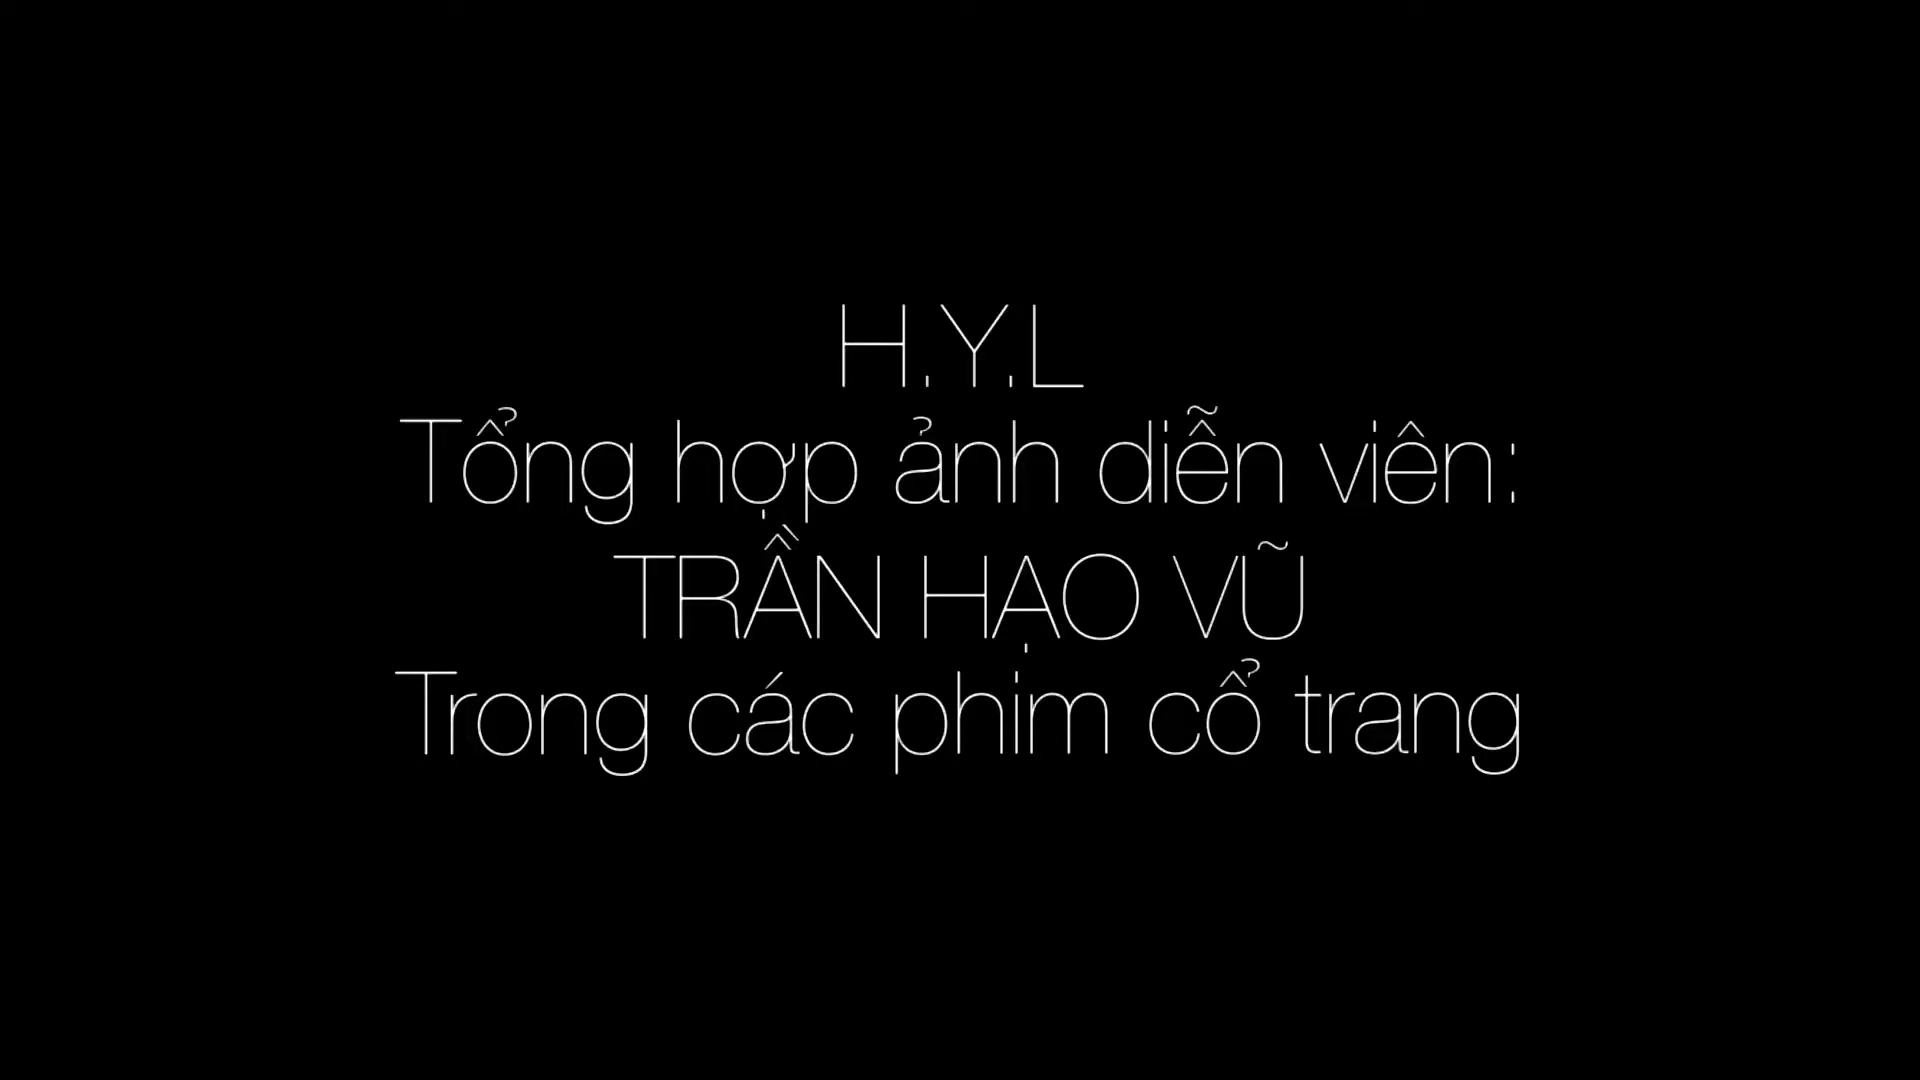 H.Y.L
Tổng hợp ảnh diễn viên:
TRẦN HẠO VŨ
Trong các phim cổ trang